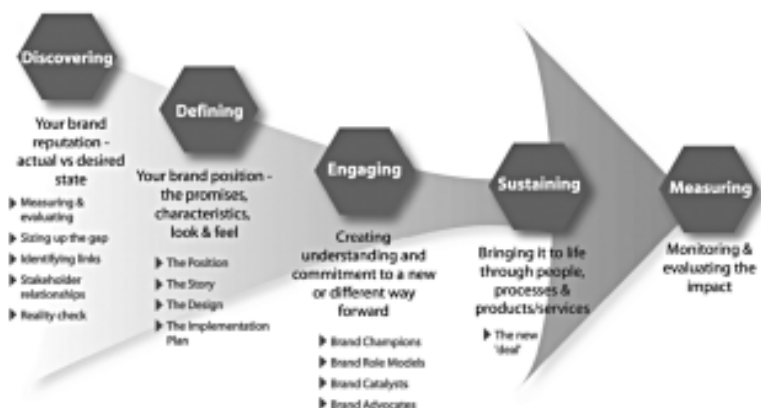 Discovering
Your brand
reputation -
actual vs desired
state
Measuring &
evaluating
Sizing up the gap
Identifying links
Stakeholder
relationships
Reality check
Defining
Your brand position -
the promises,
characteristics,
look & feel
The Position
The Story
The Design
The Implementation
Plan
Engaging
Creating
understanding and
commitment to a new
or different way
forward
Brand Champions
Brand Role Models
Brand Catalysts
Brand Advocates
Sustaining
Bringing it to life
through people,
processes &
products/services
The new
'deal'
Measuring
Monitoring &
evaluating the
impact